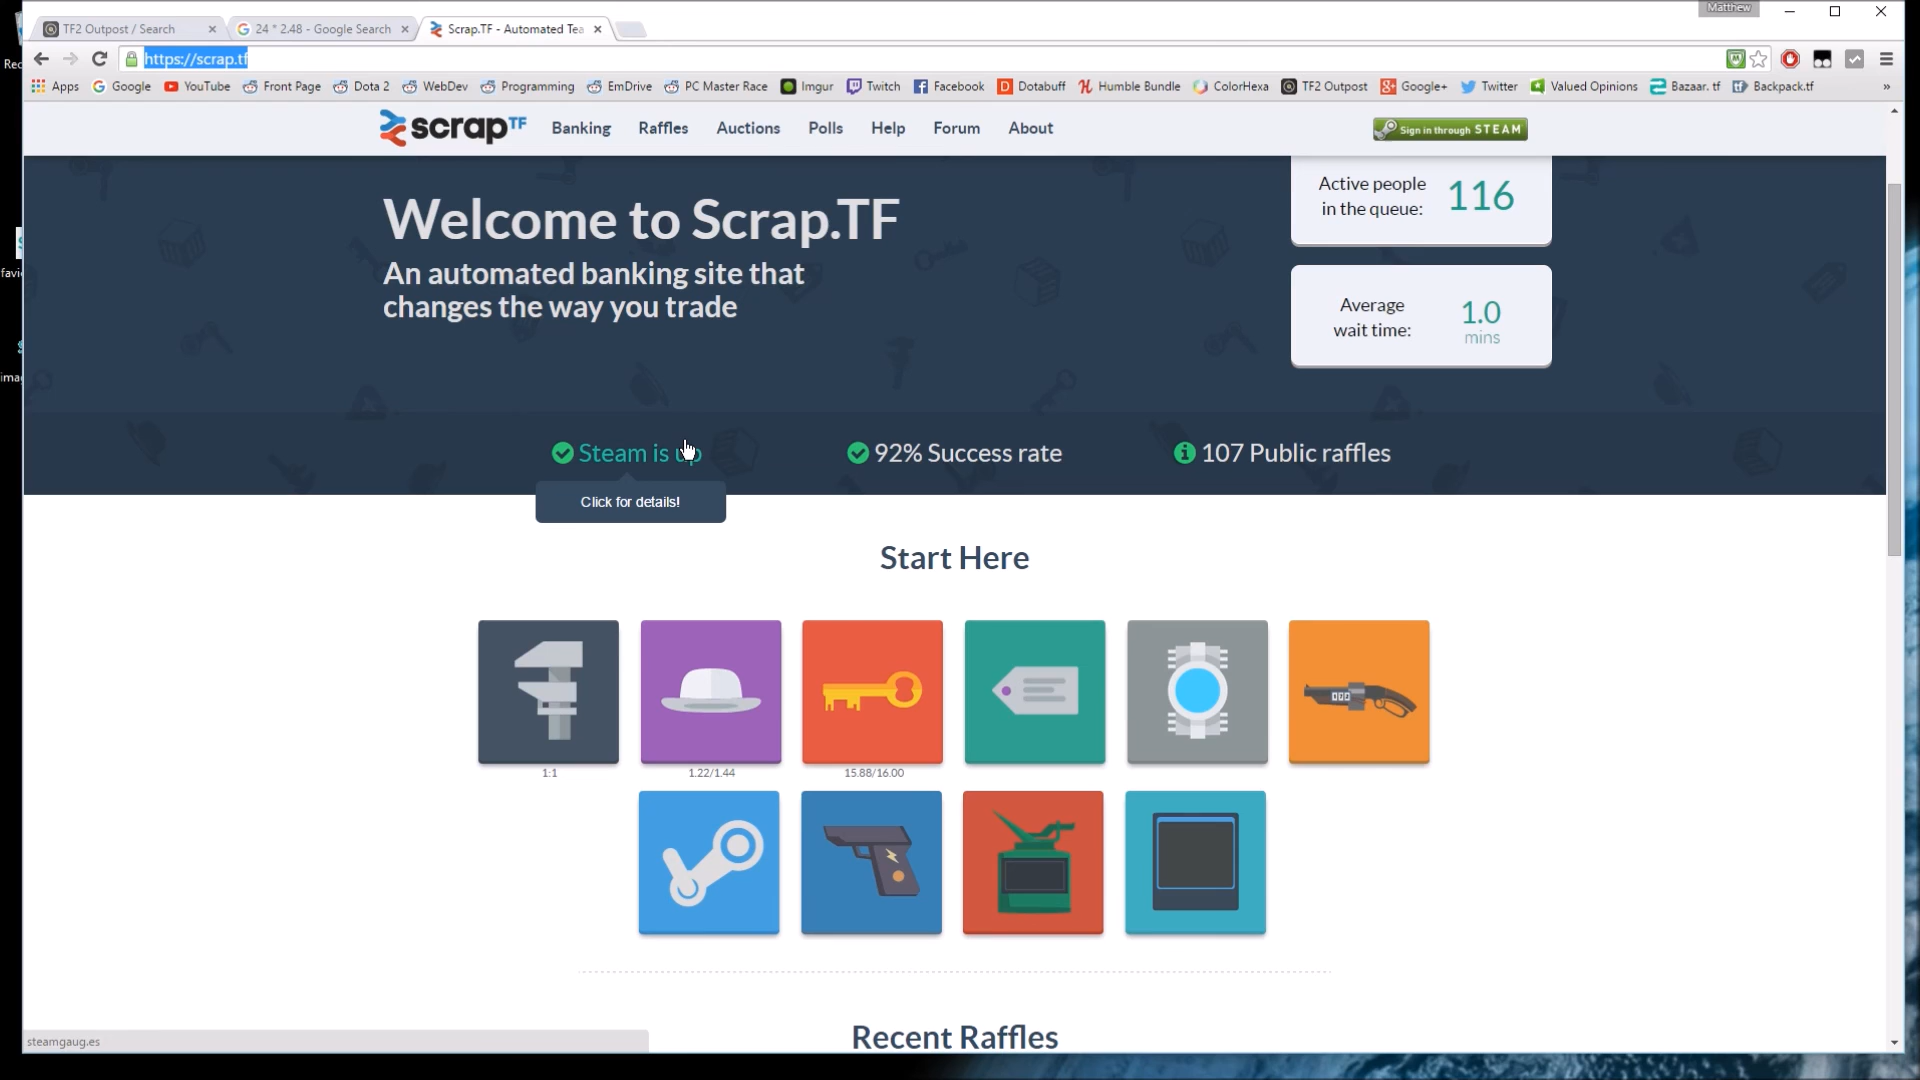 Matthew
TF2 Outpost / Search
24 * 2.48 - Google Search
Scrap.TF - Automated Tea
https://scrap.tf
Apps Google YouTube Front Page Dota 2 WebDev Programming EmDrive PC Master Race Imgur Twitch Facebook Dotabuff Humble Bundle ColorHexa TF2 Outpost Google+ Twitter Valued Opinions Bazaar.tf Backpack.tf »
scrap TF Banking Raffles Auctions Polls Help Forum About Sign in through STEAM
Welcome to Scrap.TF
An automated banking site that
changes the way you trade
Active people
in the queue: 116
Average
wait time: 1.0
mins
Steam is up
92% Success rate
107 Public raffles
Click for details!
Start Here
1:1
1.22/1.44
15.88/16.00
Recent Raffles
steamgaug.es